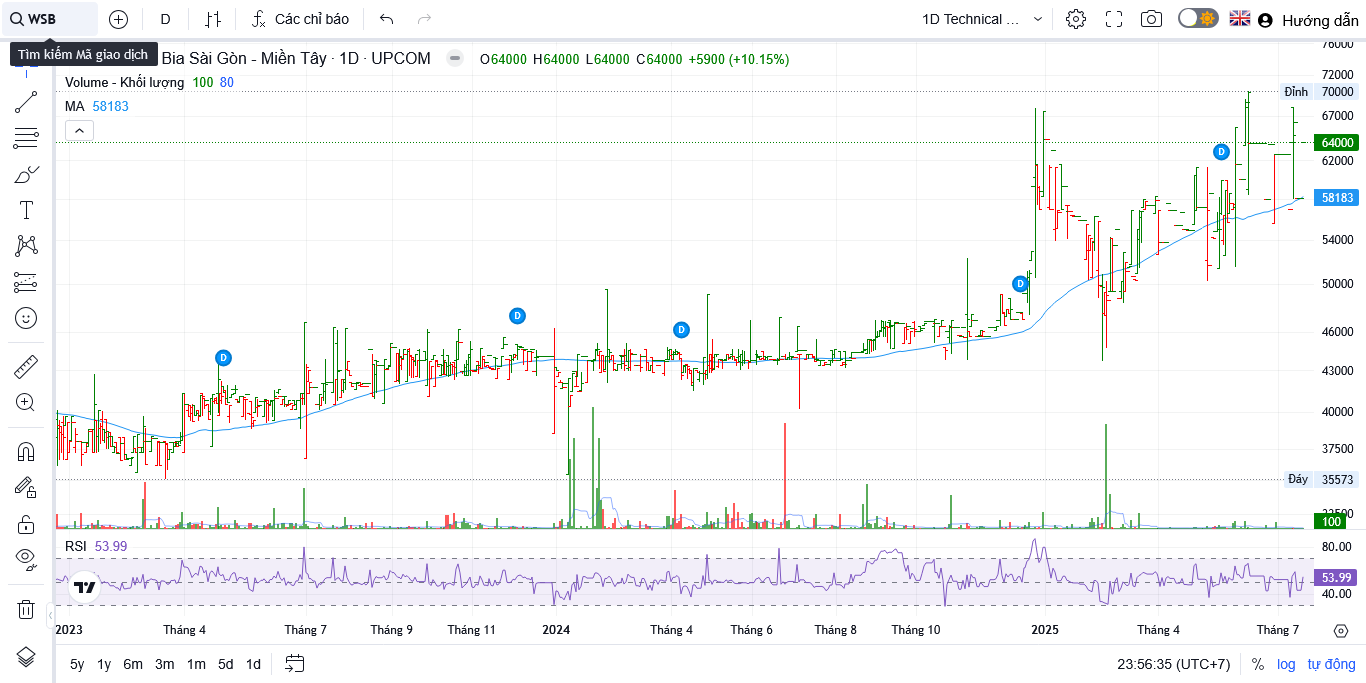 WSB D Các chỉ báo 1D Technical ... Hướng dẫn
Tìm kiếm Mã giao dịch
Bia Sài Gòn - Miền Tây · 1D · UPCOM O64000 H64000 L64000 C64000 +5900 (+10.15%)
Volume - Khối lượng 100 80
MA 58183
76000
72000
Đỉnh 70000
67000
64000
62000
58183
54000
50000
46000
43000
40000
37500
Đáy 35573
100
D
D
D
D
D
RSI 53.99
80.00
53.99
40.00
2023 Tháng 4 Tháng 7 Tháng 9 Tháng 11 2024 Tháng 4 Tháng 6 Tháng 8 Tháng 10 2025 Tháng 4 Tháng 7
5y 1y 6m 3m 1m 5d 1d 23:56:35 (UTC+7) % log tự động